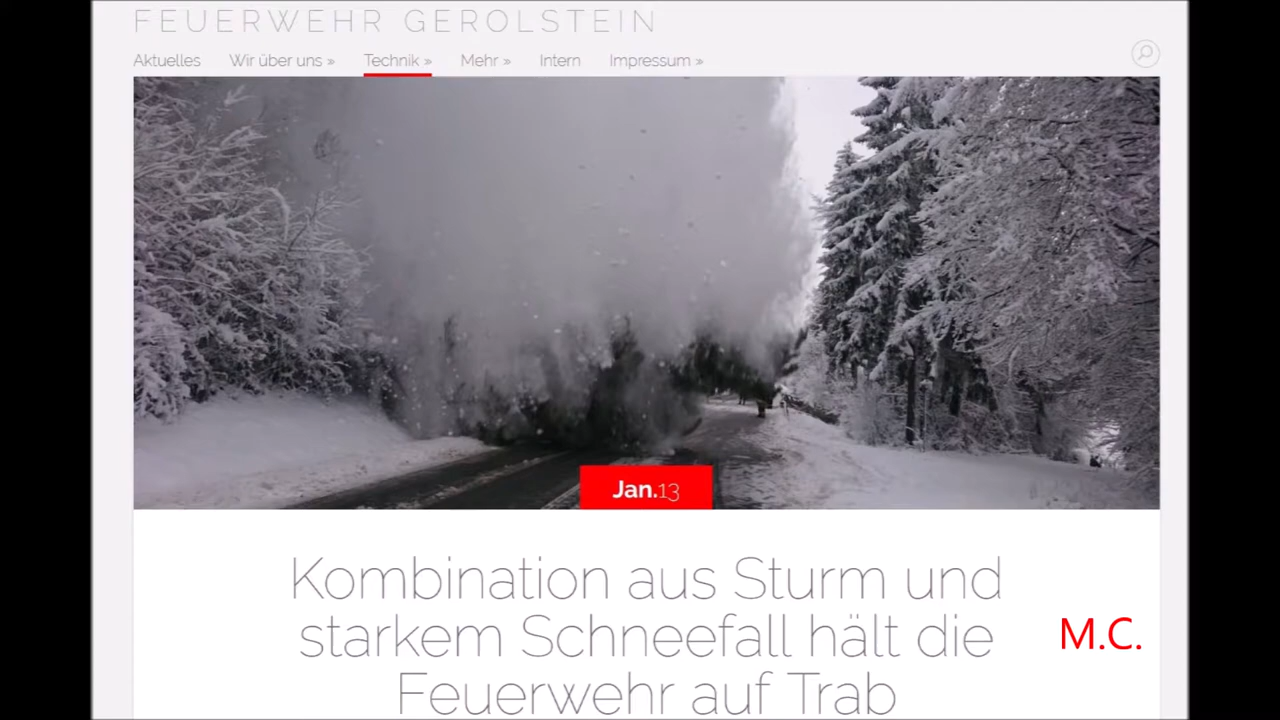 FEUERWEHR GEROLSTEIN
Aktuelles Wir über uns » Technik » Mehr » Intern Impressum »
Jan.13
Kombination aus Sturm und
starkem Schneefall hält die
Feuerwehr auf Trab
M.C.